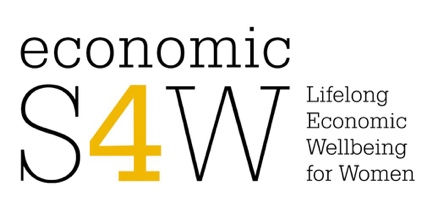 economic
S4W
Lifelong
Economic
Wellbeing
for Women